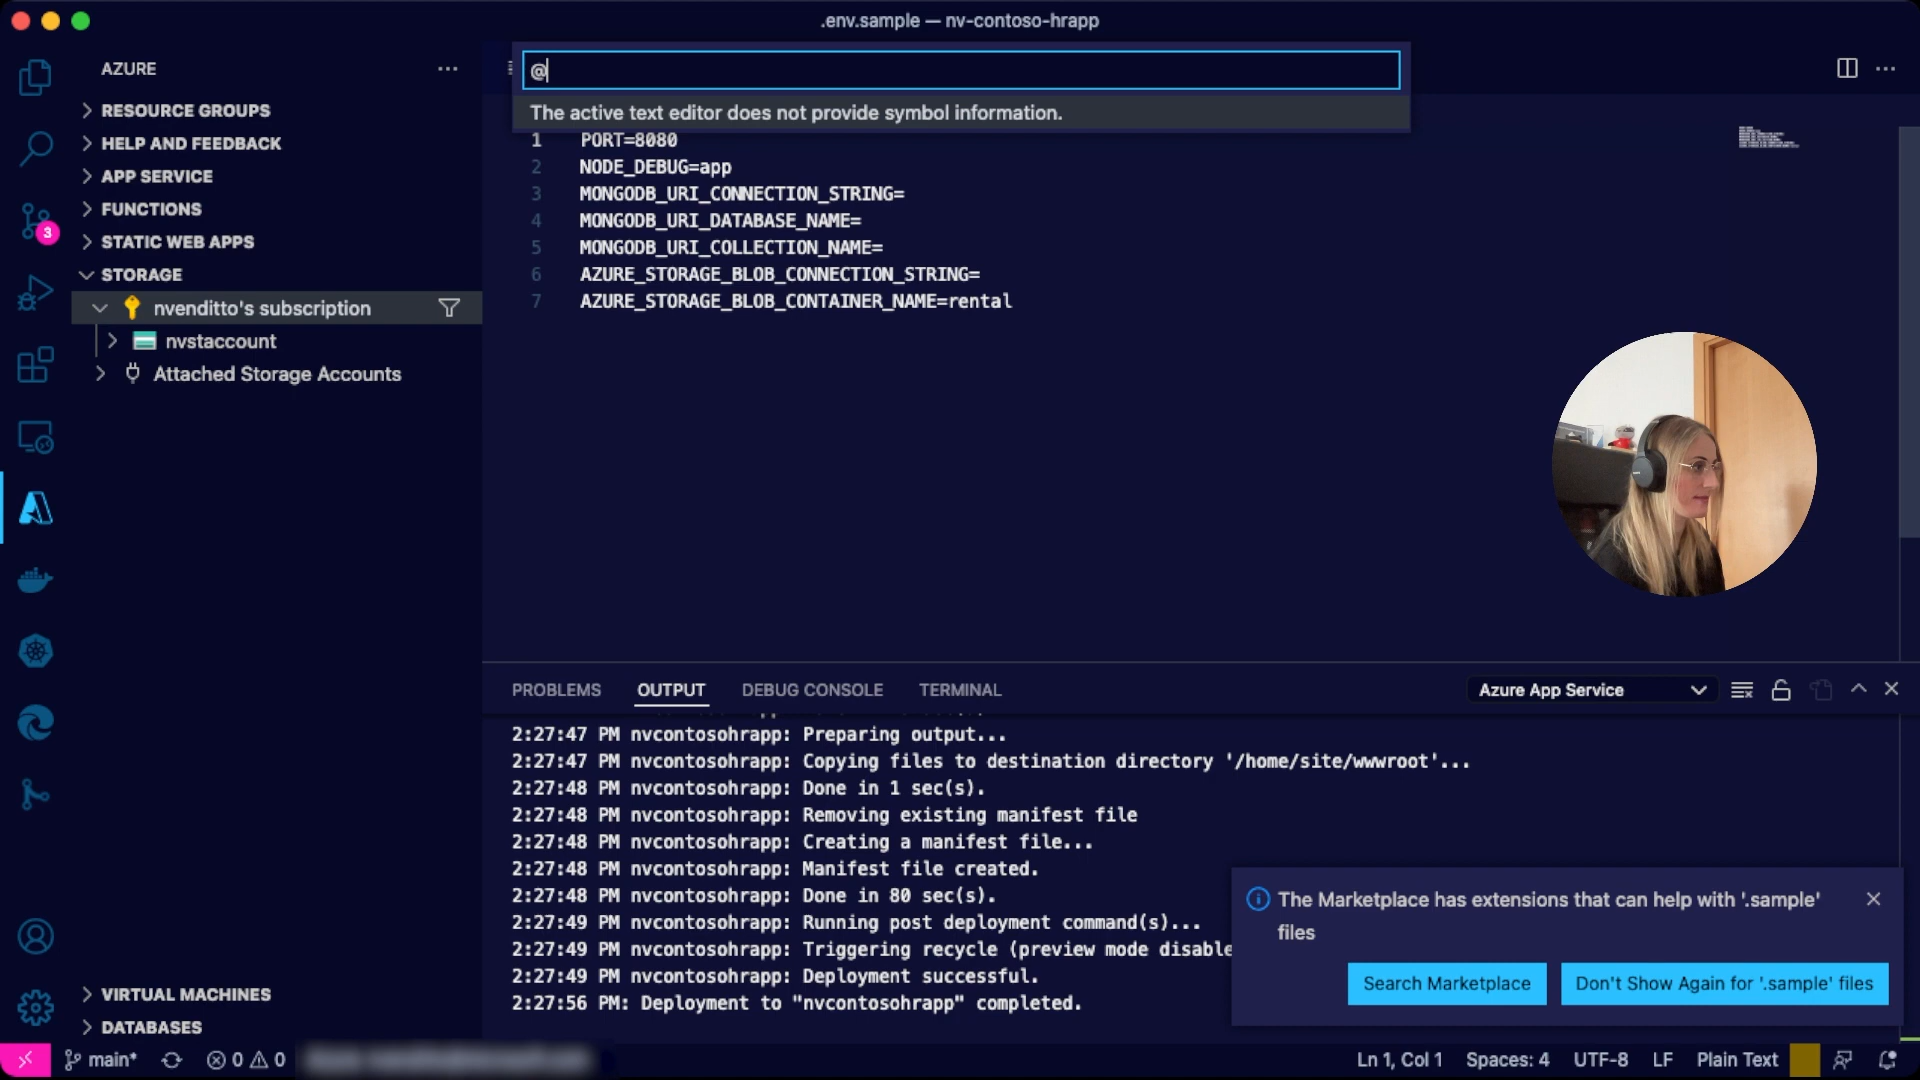 .env.sample — nv-contoso-hrapp
AZURE
RESOURCE GROUPS
HELP AND FEEDBACK
APP SERVICE
FUNCTIONS
STATIC WEB APPS
STORAGE
nvenditto's subscription
nvstaccount
Attached Storage Accounts
VIRTUAL MACHINES
DATABASES
3
@
The active text editor does not provide symbol information.
1 PORT=8080
2 NODE_DEBUG=app
3 MONGODB_URI_CONNECTION_STRING=
4 MONGODB_URI_DATABASE_NAME=
5 MONGODB_URI_COLLECTION_NAME=
6 AZURE_STORAGE_BLOB_CONNECTION_STRING=
7 AZURE_STORAGE_BLOB_CONTAINER_NAME=rental
PROBLEMS OUTPUT DEBUG CONSOLE TERMINAL Azure App Service
2:27:47 PM nvcontosohrapp: Preparing output...
2:27:47 PM nvcontosohrapp: Copying files to destination directory '/home/site/wwwroot'...
2:27:48 PM nvcontosohrapp: Done in 1 sec(s).
2:27:48 PM nvcontosohrapp: Removing existing manifest file
2:27:48 PM nvcontosohrapp: Creating a manifest file...
2:27:48 PM nvcontosohrapp: Manifest file created.
2:27:48 PM nvcontosohrapp: Done in 80 sec(s).
2:27:49 PM nvcontosohrapp: Running post deployment command(s)...
2:27:49 PM nvcontosohrapp: Triggering recycle (preview mode disable
2:27:49 PM nvcontosohrapp: Deployment successful.
2:27:56 PM: Deployment to "nvcontosohrapp" completed.
The Marketplace has extensions that can help with '.sample'
files
Search Marketplace Don't Show Again for '.sample' files
main* 0 0 Ln 1, Col 1 Spaces: 4 UTF-8 LF Plain Text